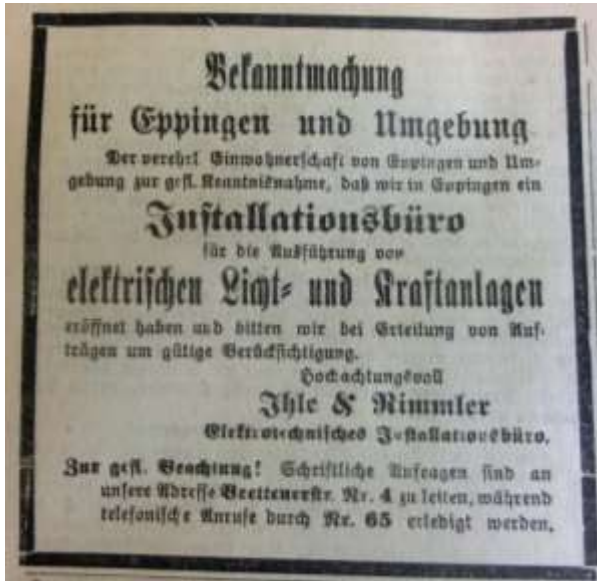 Bekanntmachung
für Eppingen und Umgebung
Der verehrl Einwohnerschaft von Eppingen und Um-
gebung zur gefl. Kenntnisnahme, daß wir in Eppingen ein
Installationsbüro
für die Ausführung von
elektrischen Licht- und Kraftanlagen
eröffnet haben und bitten wir bei Erteilung von Auf-
trägen um gütige Berücksichtigung.
Hochachtungsvoll
Ihle & Rimmler
Elektrotechnisches Installationsbüro.
Zur gefl. Beachtung! Schriftliche Anfragen sind an
unsere Adresse Brettenerstr. Nr. 4 zu leiten, während
telefonische Anrufe durch Nr. 65 erledigt werden.